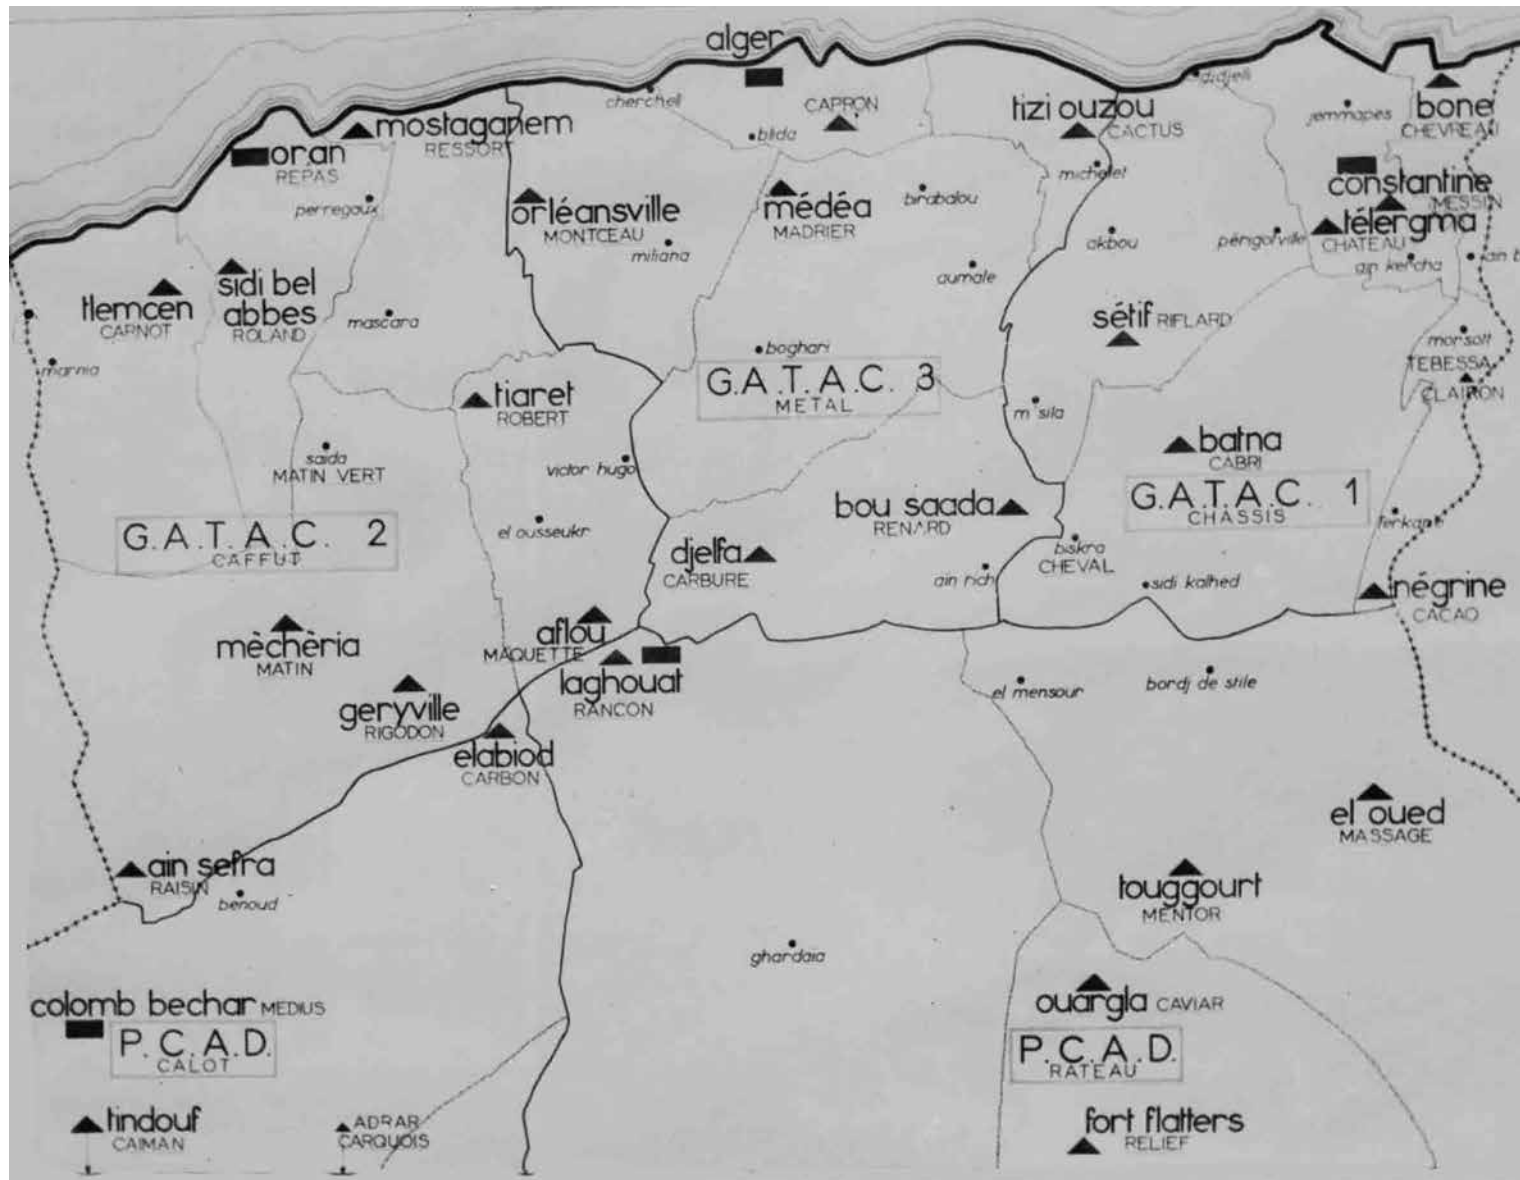 alger
cherchell
blida
CAPRON
tizi ouzou
CACTUS
didjelli
jemmapes
bone
CHEVREAU
mostaganem
RESSORT
oran
REPAS
perregaux
orléansville
MONTCEAU
miliana
médéa
MADRIER
birabalou
michelet
akbou
périgotville
constantine
MESSIN
télergma
CHATEAU
ain kercha
ain b
aumale
tlemcen
CARNOT
sidi bel
abbes
ROLAND
mascara
marnia
boghari
sétif RIFLARD
morsott
TEBESSA
CLAIRON
G.A.T.A.C. 3
METAL
tiaret
ROBERT
m'sila
saida
MATIN VERT
victor hugo
batna
CABRI
G.A.T.A.C. 1
CHASSIS
ferkane
bou saada
RENARD
el ousseukr
G.A.T.A.C. 2
CAFFUT
djelfa
CARBURE
ain rich
biskra
CHEVAL
sidi kalhed
négrine
CACAO
mèchèria
MATIN
aflou
MAQUETTE
laghouat
RANCON
geryville
RIGODON
elabiod
CARBON
el mensour
bordj de stile
el oued
MASSAGE
ain sefra
RAISIN
benoud
touggourt
MENTOR
ghardaïa
colomb bechar MEDIUS
P.C.A.D.
CALOT
ouargla CAVIAR
P.C.A.D.
RATEAU
tindouf
CAIMAN
ADRAR
CARQUOIS
fort flatters
RELIEF